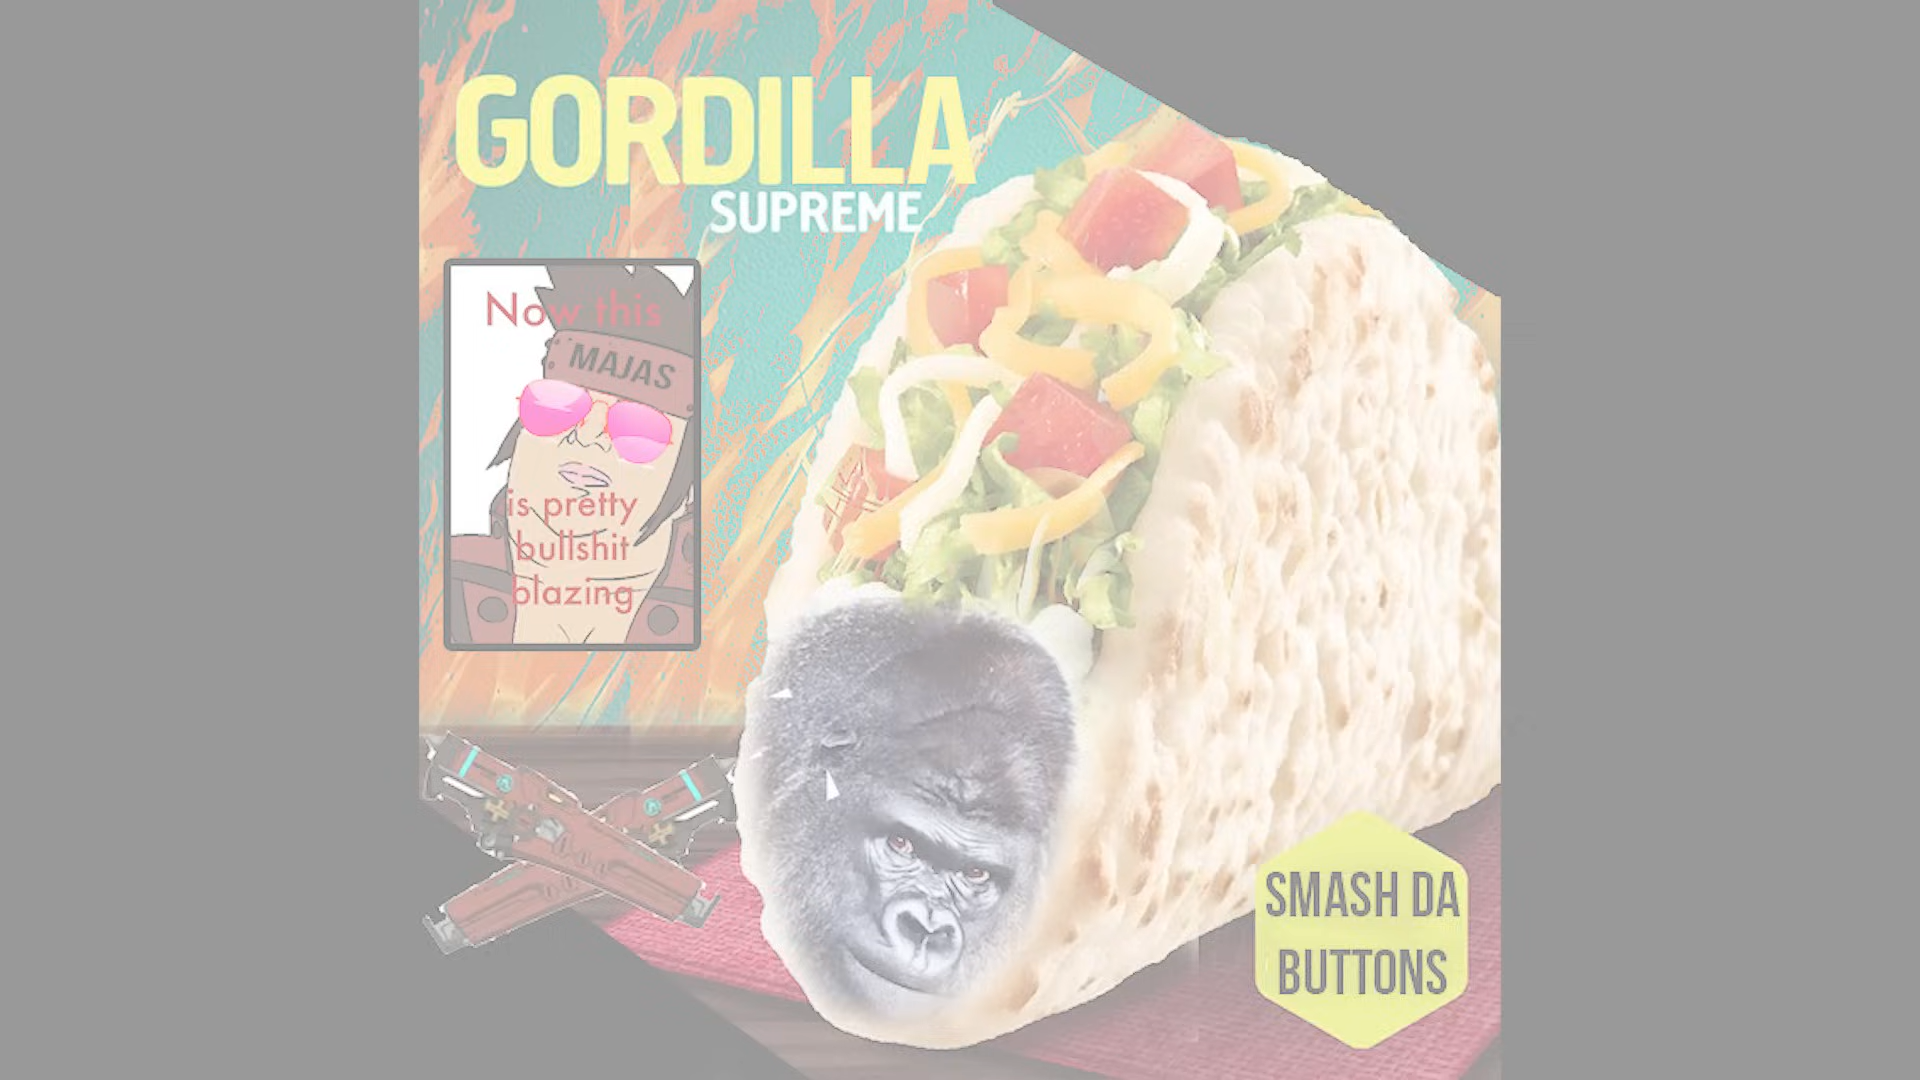 GORDILLA
SUPREME
Now this
MAJAS
is pretty
bullshit
blazing
SMASH DA
BUTTONS